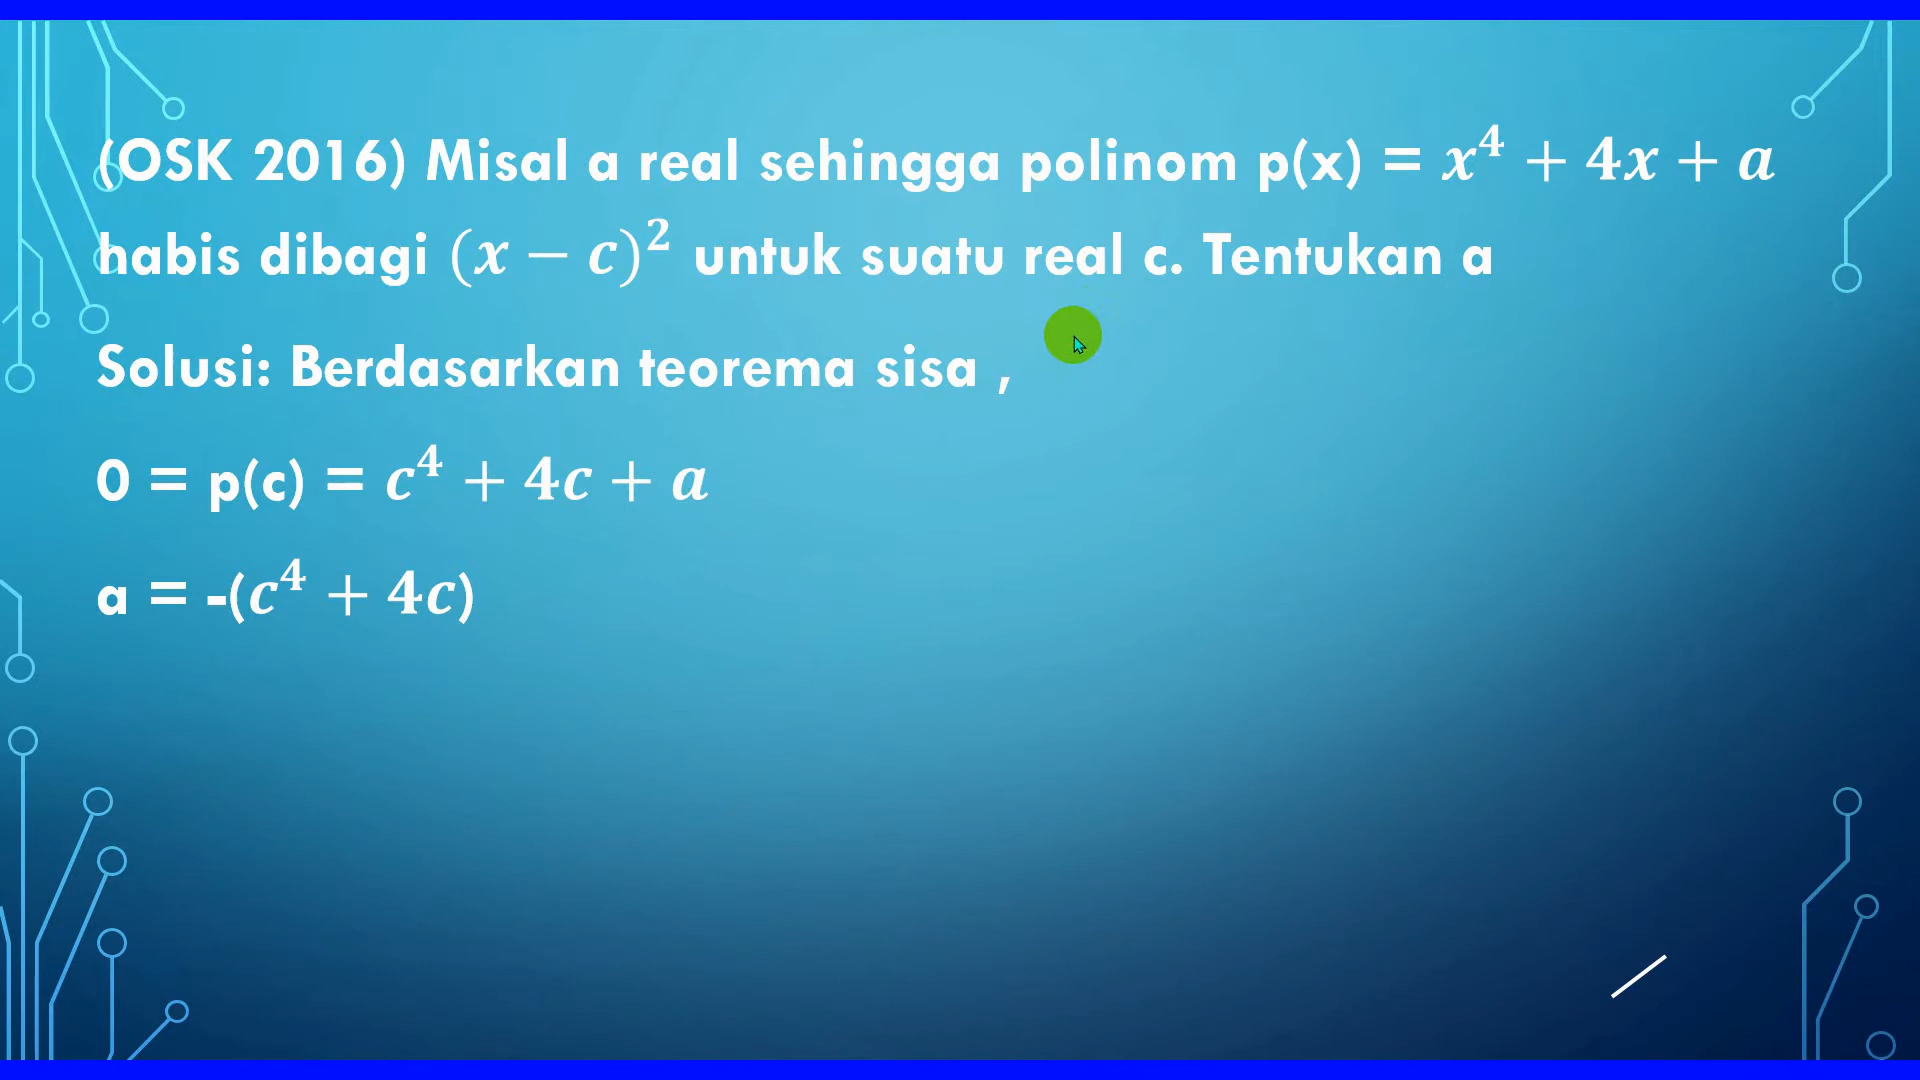 (OSK 2016) Misal a real sehingga polinom p(x) = x⁴ + 4x + a
habis dibagi (x − c)² untuk suatu real c. Tentukan a
Solusi: Berdasarkan teorema sisa ,
0 = p(c) = c⁴ + 4c + a
a = -(c⁴ + 4c)